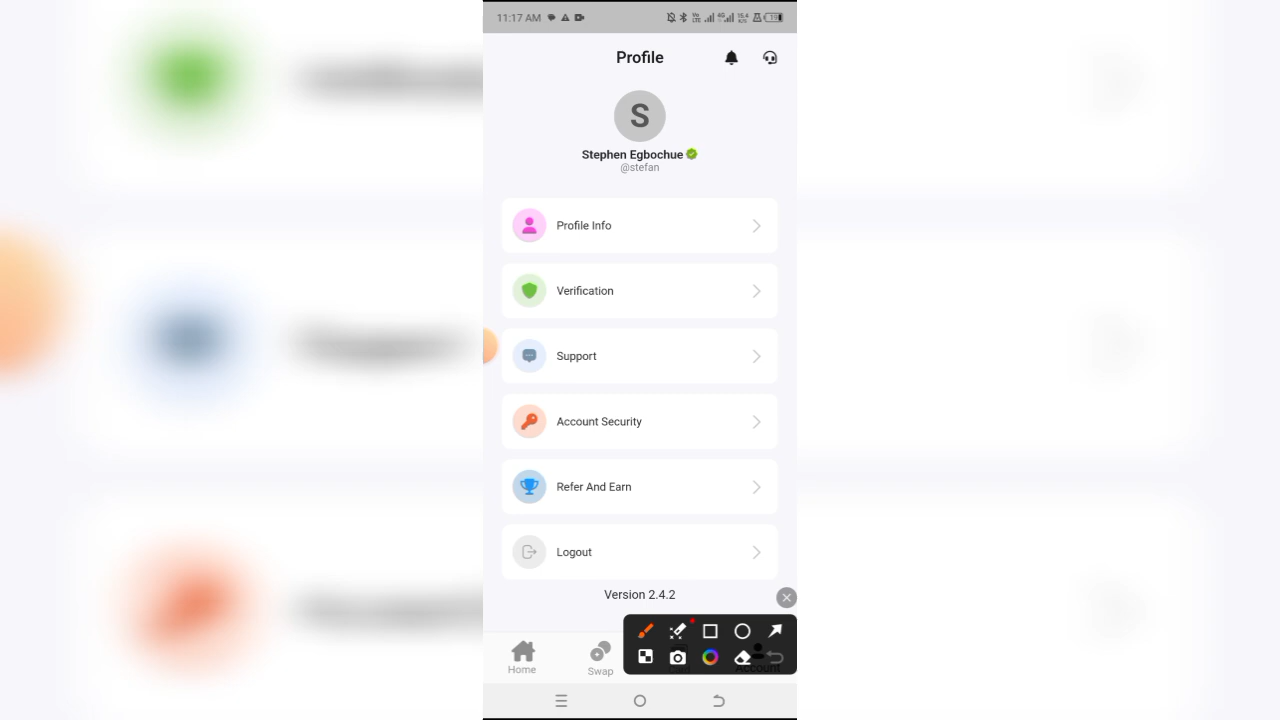 11:17 AM
Profile
S
Stephen Egbochue
@stefan
Profile Info
Verification
Support
Account Security
Refer And Earn
Logout
Version 2.4.2
Home
Swap
Account